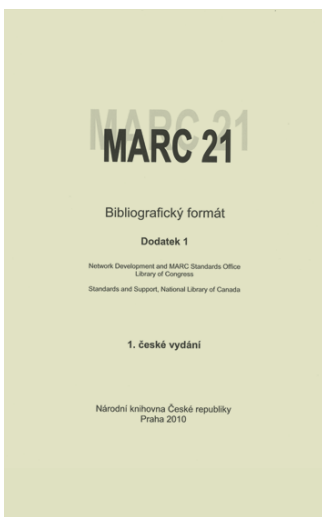 MARC 21
Bibliografický formát
Dodatek 1
Network Development and MARC Standards Office
Library of Congress
Standards and Support, National Library of Canada
1. české vydání
Národní knihovna České republiky
Praha 2010